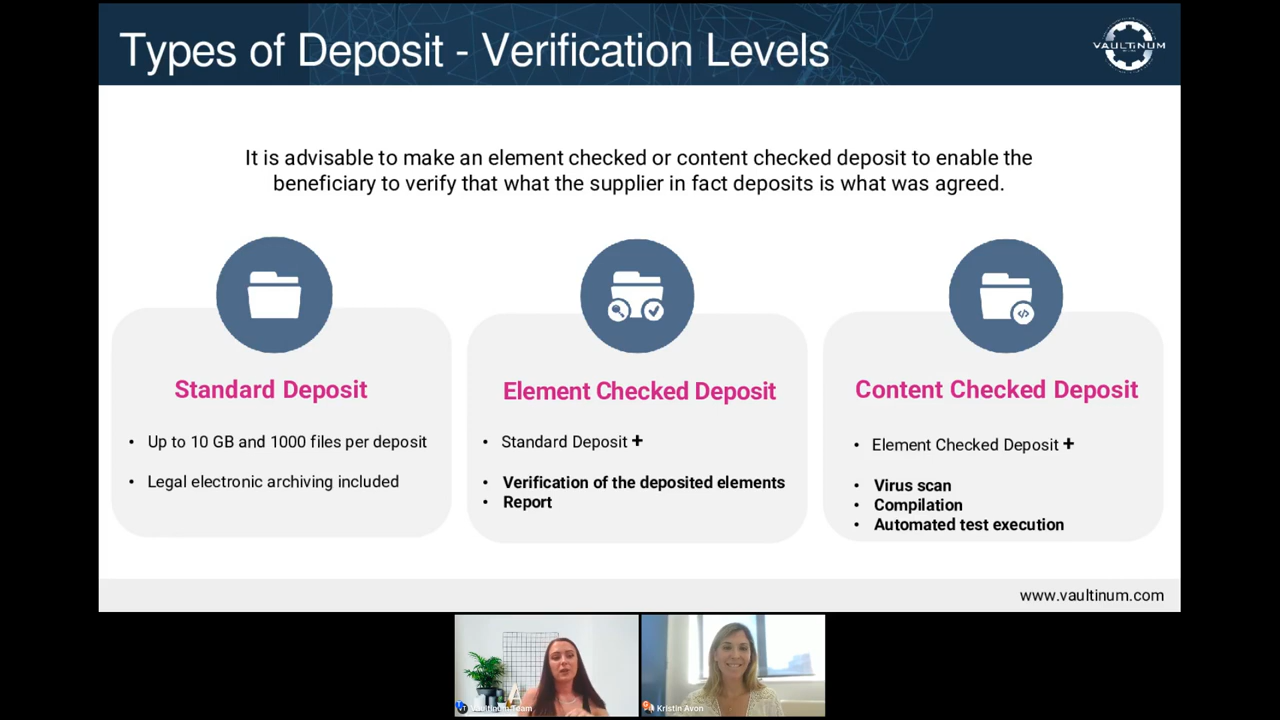 Types of Deposit - Verification Levels
VAULTINUM
It is advisable to make an element checked or content checked deposit to enable the
beneficiary to verify that what the supplier in fact deposits is what was agreed.
Standard Deposit
• Up to 10 GB and 1000 files per deposit
• Legal electronic archiving included
Element Checked Deposit
• Standard Deposit +
• Verification of the deposited elements
• Report
Content Checked Deposit
• Element Checked Deposit +
• Virus scan
• Compilation
• Automated test execution
www.vaultinum.com
Vaultinum Team
Kristin Avon